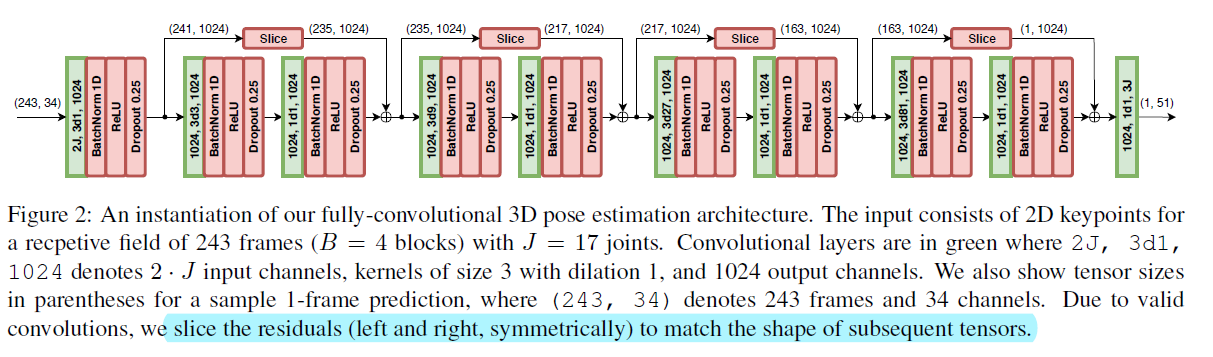 (241, 1024) Slice (235, 1024) (235, 1024) Slice (217, 1024) (217, 1024) Slice (163, 1024) (163, 1024) Slice (1, 1024)
(243, 34) (1, 51)
2J, 3d1, 1024
BatchNorm 1D
ReLU
Dropout 0.25
1024, 3d3, 1024
BatchNorm 1D
ReLU
Dropout 0.25
1024, 1d1, 1024
BatchNorm 1D
ReLU
Dropout 0.25
1024, 3d9, 1024
BatchNorm 1D
ReLU
Dropout 0.25
1024, 1d1, 1024
BatchNorm 1D
ReLU
Dropout 0.25
1024, 3d27, 1024
BatchNorm 1D
ReLU
Dropout 0.25
1024, 1d1, 1024
BatchNorm 1D
ReLU
Dropout 0.25
1024, 3d81, 1024
BatchNorm 1D
ReLU
Dropout 0.25
1024, 1d1, 1024
BatchNorm 1D
ReLU
Dropout 0.25
1024, 1d1, 3J
Figure 2: An instantiation of our fully-convolutional 3D pose estimation architecture. The input consists of 2D keypoints for
a recpetive field of 243 frames (B = 4 blocks) with J = 17 joints. Convolutional layers are in green where 2J, 3d1,
1024 denotes 2 · J input channels, kernels of size 3 with dilation 1, and 1024 output channels. We also show tensor sizes
in parentheses for a sample 1-frame prediction, where (243, 34) denotes 243 frames and 34 channels. Due to valid
convolutions, we slice the residuals (left and right, symmetrically) to match the shape of subsequent tensors.